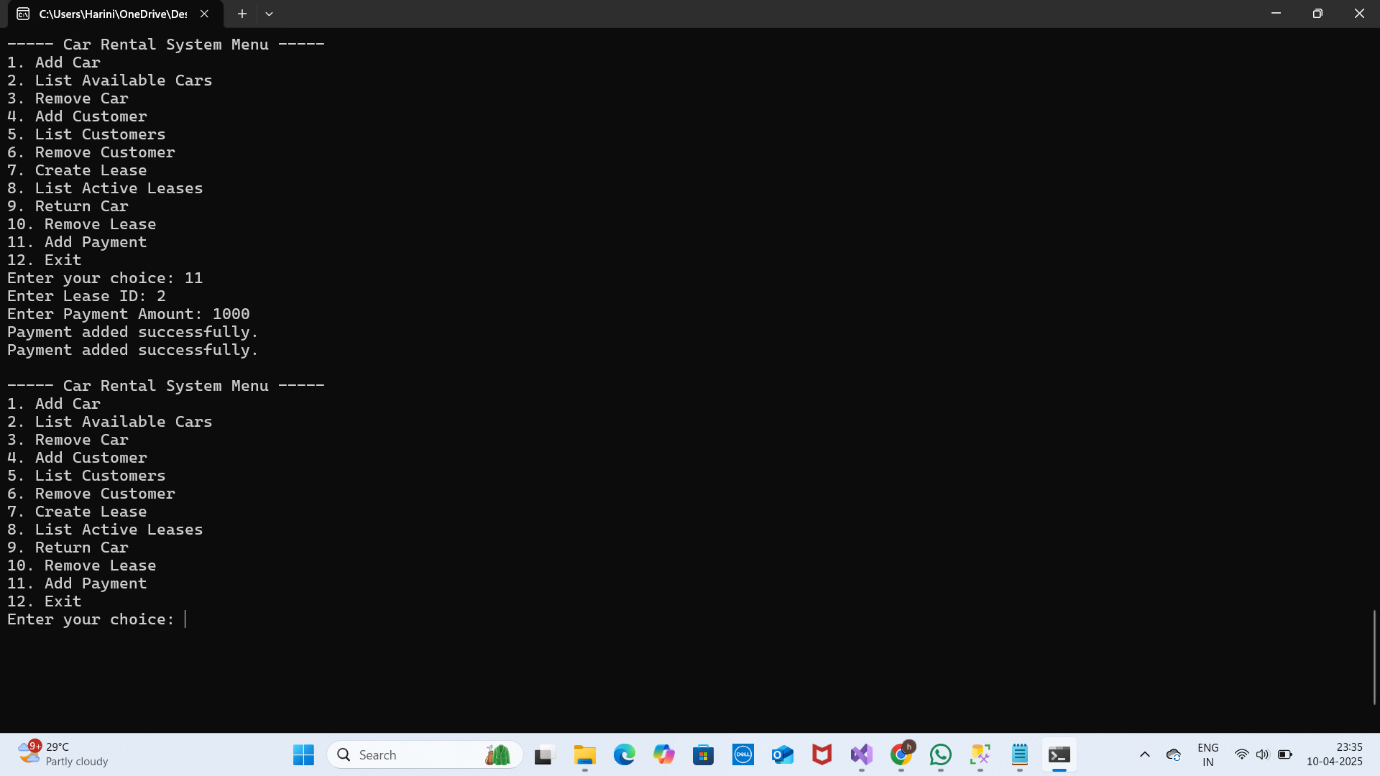 C:\Users\Harini\OneDrive\Des
----- Car Rental System Menu -----
1. Add Car
2. List Available Cars
3. Remove Car
4. Add Customer
5. List Customers
6. Remove Customer
7. Create Lease
8. List Active Leases
9. Return Car
10. Remove Lease
11. Add Payment
12. Exit
Enter your choice: 11
Enter Lease ID: 2
Enter Payment Amount: 1000
Payment added successfully.
Payment added successfully.
----- Car Rental System Menu -----
1. Add Car
2. List Available Cars
3. Remove Car
4. Add Customer
5. List Customers
6. Remove Customer
7. Create Lease
8. List Active Leases
9. Return Car
10. Remove Lease
11. Add Payment
12. Exit
Enter your choice:
9+
29°C
Partly cloudy
Search
DELL
h
ENG
IN
23:35
10-04-2025